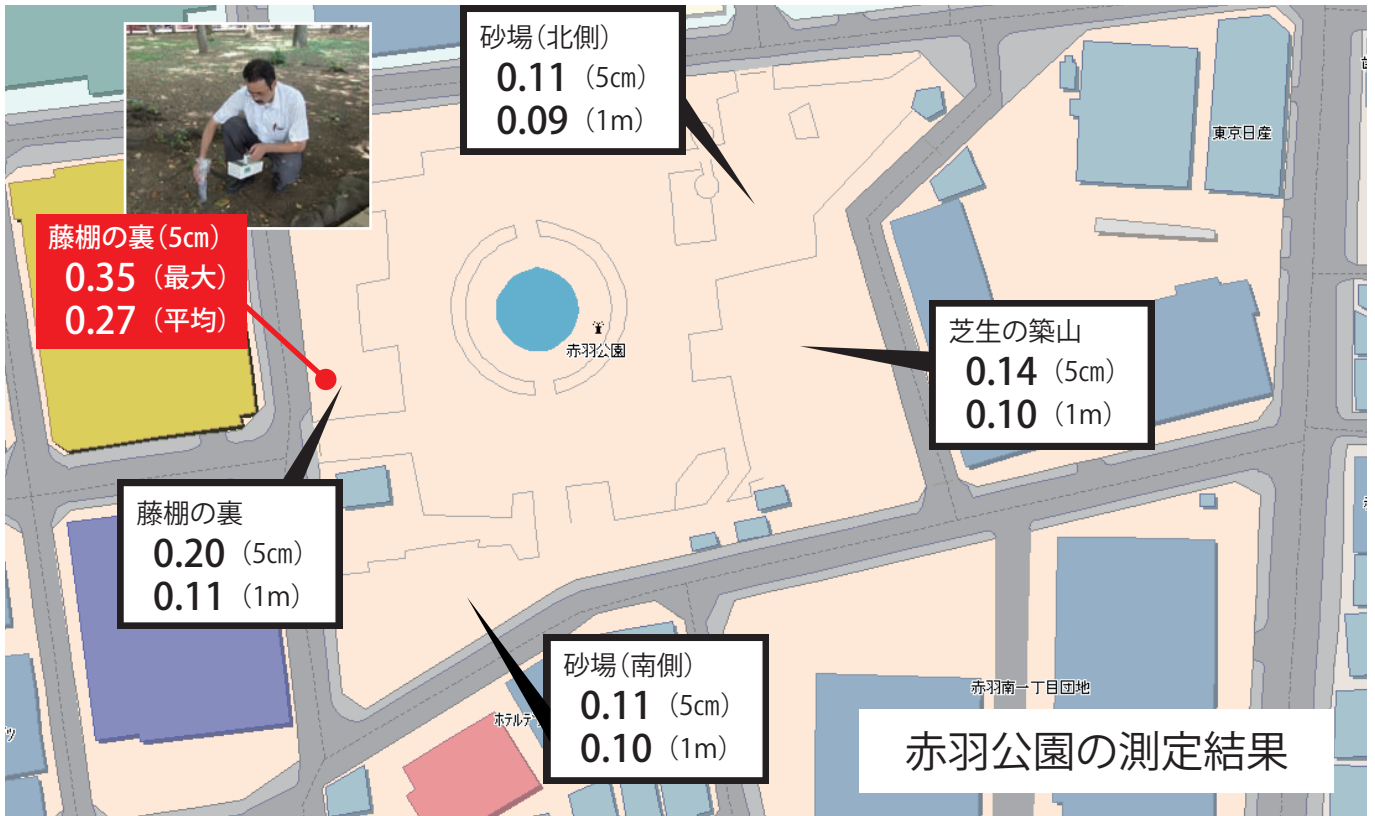 砂場（北側）
0.11（5㎝）
0.09（1m）
東京日産
藤棚の裏（5㎝）
0.35（最大）
0.27（平均）
赤羽公園
芝生の築山
0.14（5㎝）
0.10（1m）
藤棚の裏
0.20（5㎝）
0.11（1m）
砂場（南側）
0.11（5㎝）
0.10（1m）
ホテルテ
赤羽南一丁目団地
赤羽公園の測定結果